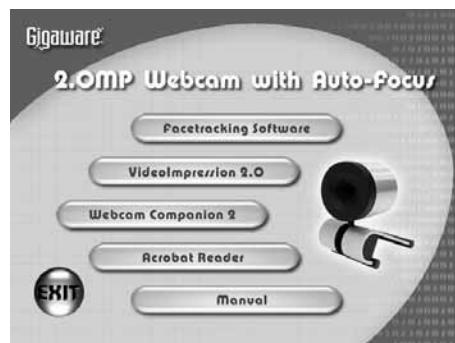 Gigaware
2.0MP Webcam with Auto-Focus
Facetracking Software
VideoImpression 2.0
Webcam Companion 2
Acrobat Reader
Manual
EXIT